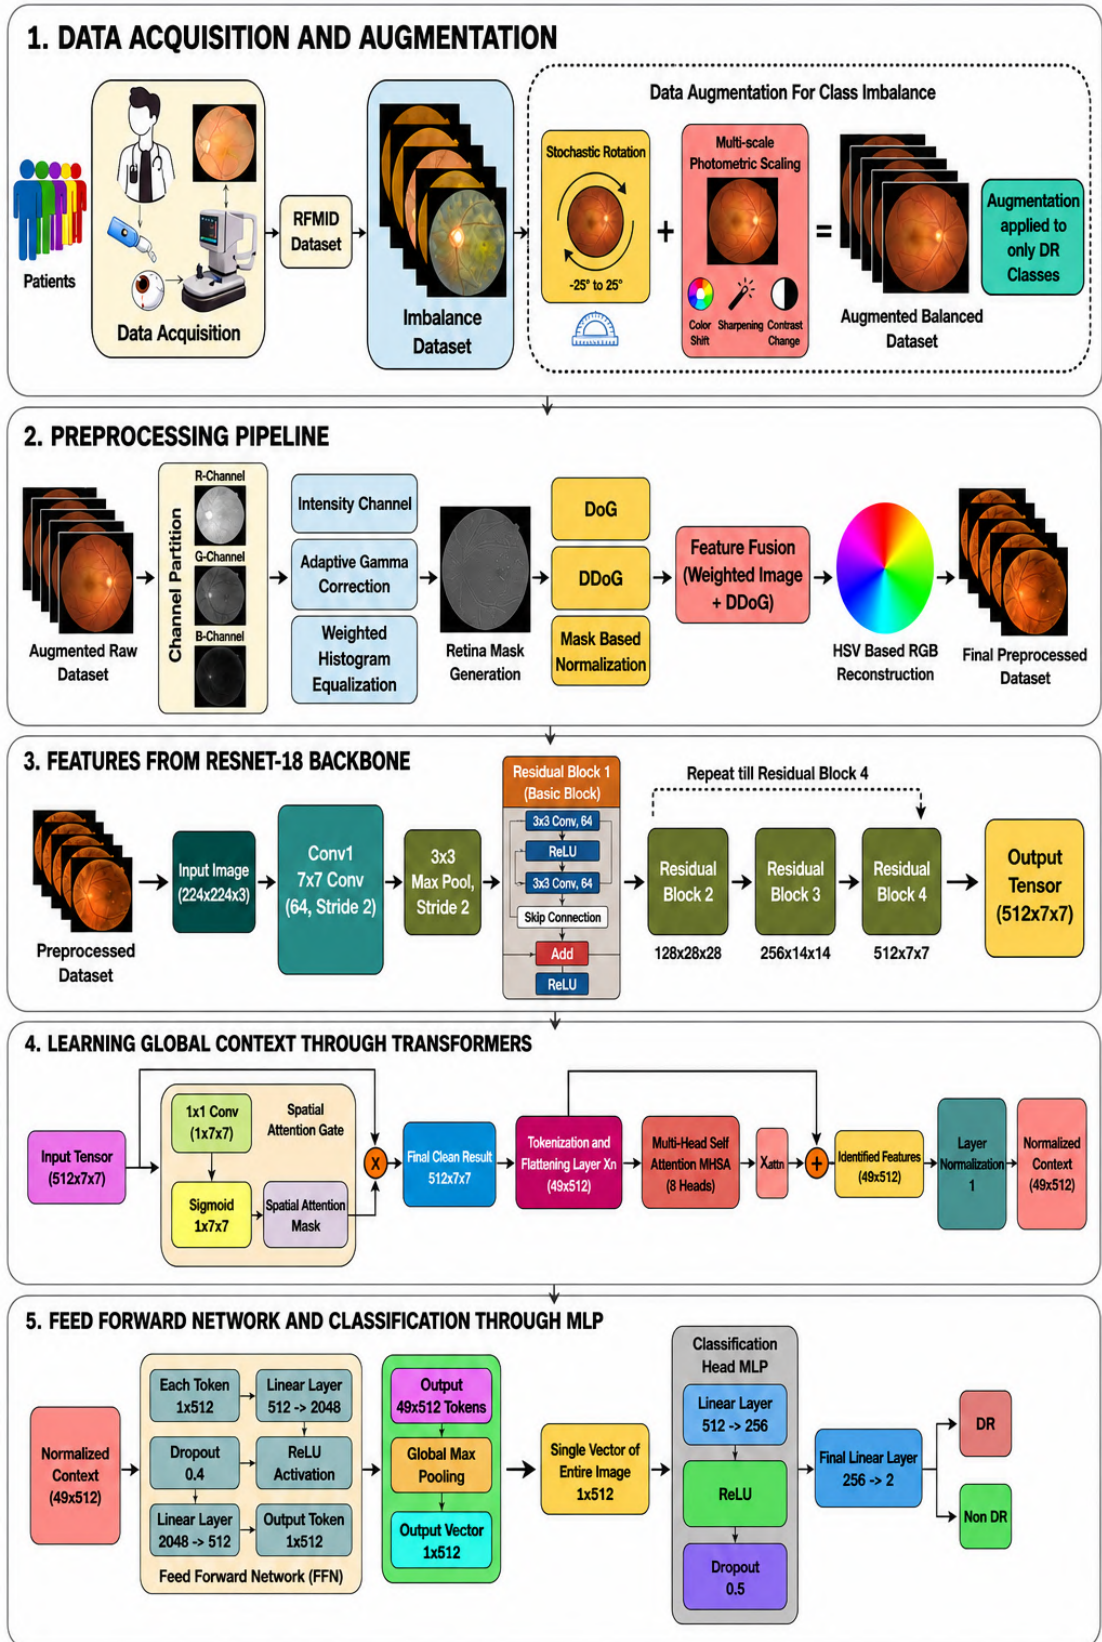 1. DATA ACQUISITION AND AUGMENTATION
Patients
Data Acquisition
RFMID
Dataset
Imbalance
Dataset
Data Augmentation For Class Imbalance
Stochastic Rotation
-25° to 25°
+
Multi-scale
Photometric Scaling
Color
Shift
Sharpening
Contrast
Change
=
Augmented Balanced
Dataset
Augmentation
applied to
only DR
Classes
2. PREPROCESSING PIPELINE
Augmented Raw
Dataset
Channel Partition
R-Channel
G-Channel
B-Channel
Intensity Channel
Adaptive Gamma
Correction
Weighted
Histogram
Equalization
Retina Mask
Generation
DoG
DDoG
Mask Based
Normalization
Feature Fusion
(Weighted Image
+ DDoG)
HSV Based RGB
Reconstruction
Final Preprocessed
Dataset
3. FEATURES FROM RESNET-18 BACKBONE
Preprocessed
Dataset
Input Image
(224x224x3)
Conv1
7x7 Conv
(64, Stride 2)
3x3
Max Pool,
Stride 2
Residual Block 1
(Basic Block)
3x3 Conv, 64
ReLU
3x3 Conv, 64
Skip Connection
Add
ReLU
Repeat till Residual Block 4
Residual
Block 2
128x28x28
Residual
Block 3
256x14x14
Residual
Block 4
512x7x7
Output
Tensor
(512x7x7)
4. LEARNING GLOBAL CONTEXT THROUGH TRANSFORMERS
Input Tensor
(512x7x7)
1x1 Conv
(1x7x7)
Spatial
Attention Gate
Sigmoid
1x7x7
Spatial Attention
Mask
X
Final Clean Result
512x7x7
Tokenization and
Flattening Layer Xn
(49x512)
Multi-Head Self
Attention MHSA
(8 Heads)
Xattn
+
Identified Features
(49x512)
Layer
Normalization
1
Normalized
Context
(49x512)
5. FEED FORWARD NETWORK AND CLASSIFICATION THROUGH MLP
Normalized
Context
(49x512)
Each Token
1x512
Linear Layer
512 -> 2048
Dropout
0.4
ReLU
Activation
Linear Layer
2048 -> 512
Output Token
1x512
Feed Forward Network (FFN)
Output
49x512 Tokens
Global Max
Pooling
Output Vector
1x512
Single Vector of
Entire Image
1x512
Classification
Head MLP
Linear Layer
512 -> 256
ReLU
Dropout
0.5
Final Linear Layer
256 -> 2
DR
Non DR